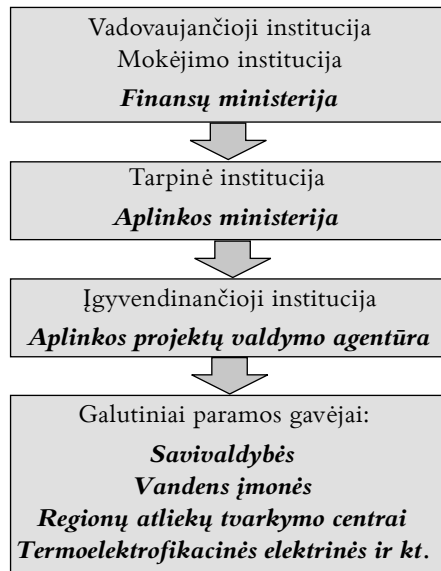 Vadovaujančioji institucija
Mokėjimo institucija
Finansų ministerija
Tarpinė institucija
Aplinkos ministerija
Įgyvendinančioji institucija
Aplinkos projektų valdymo agentūra
Galutiniai paramos gavėjai:
Savivaldybės
Vandens įmonės
Regionų atliekų tvarkymo centrai
Termoelektrofikacinės elektrinės ir kt.